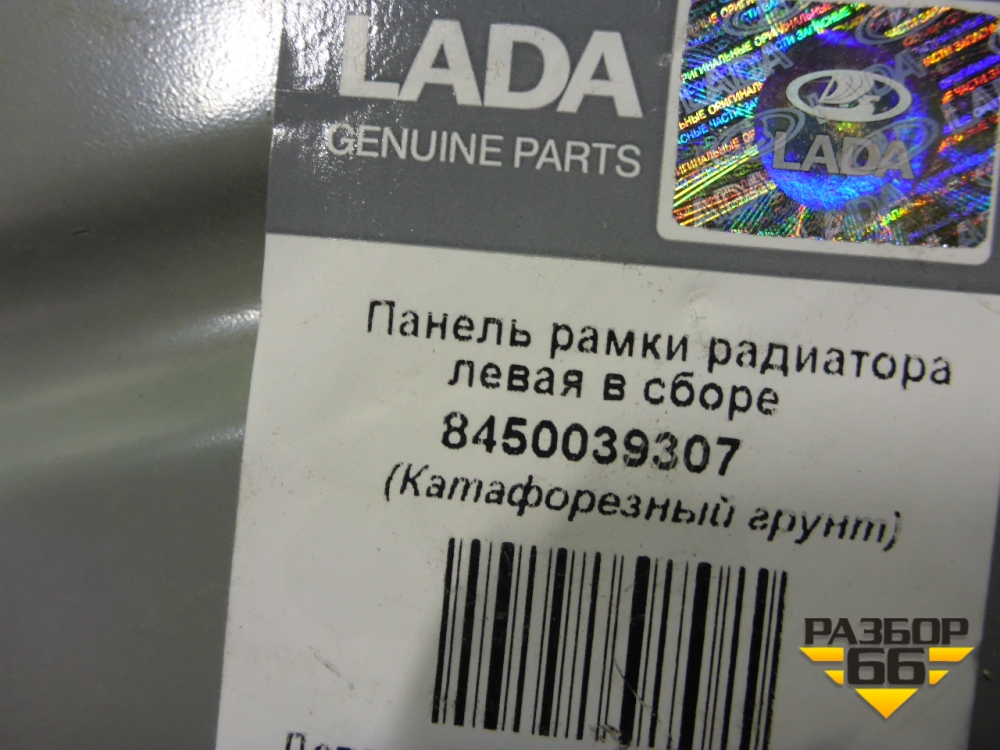 LADA
GENUINE PARTS
LADA
Панель рамки радиатора
левая в сборе
8450039307
(Катафорезный грунт)
РАЗБОР
66